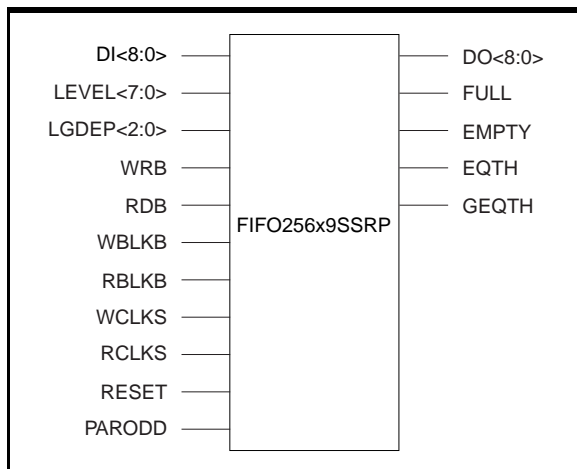 DI<8:0>
LEVEL<7:0>
LGDEP<2:0>
WRB
RDB
WBLKB
RBLKB
WCLKS
RCLKS
RESET
PARODD
FIFO256x9SSRP
DO<8:0>
FULL
EMPTY
EQTH
GEQTH